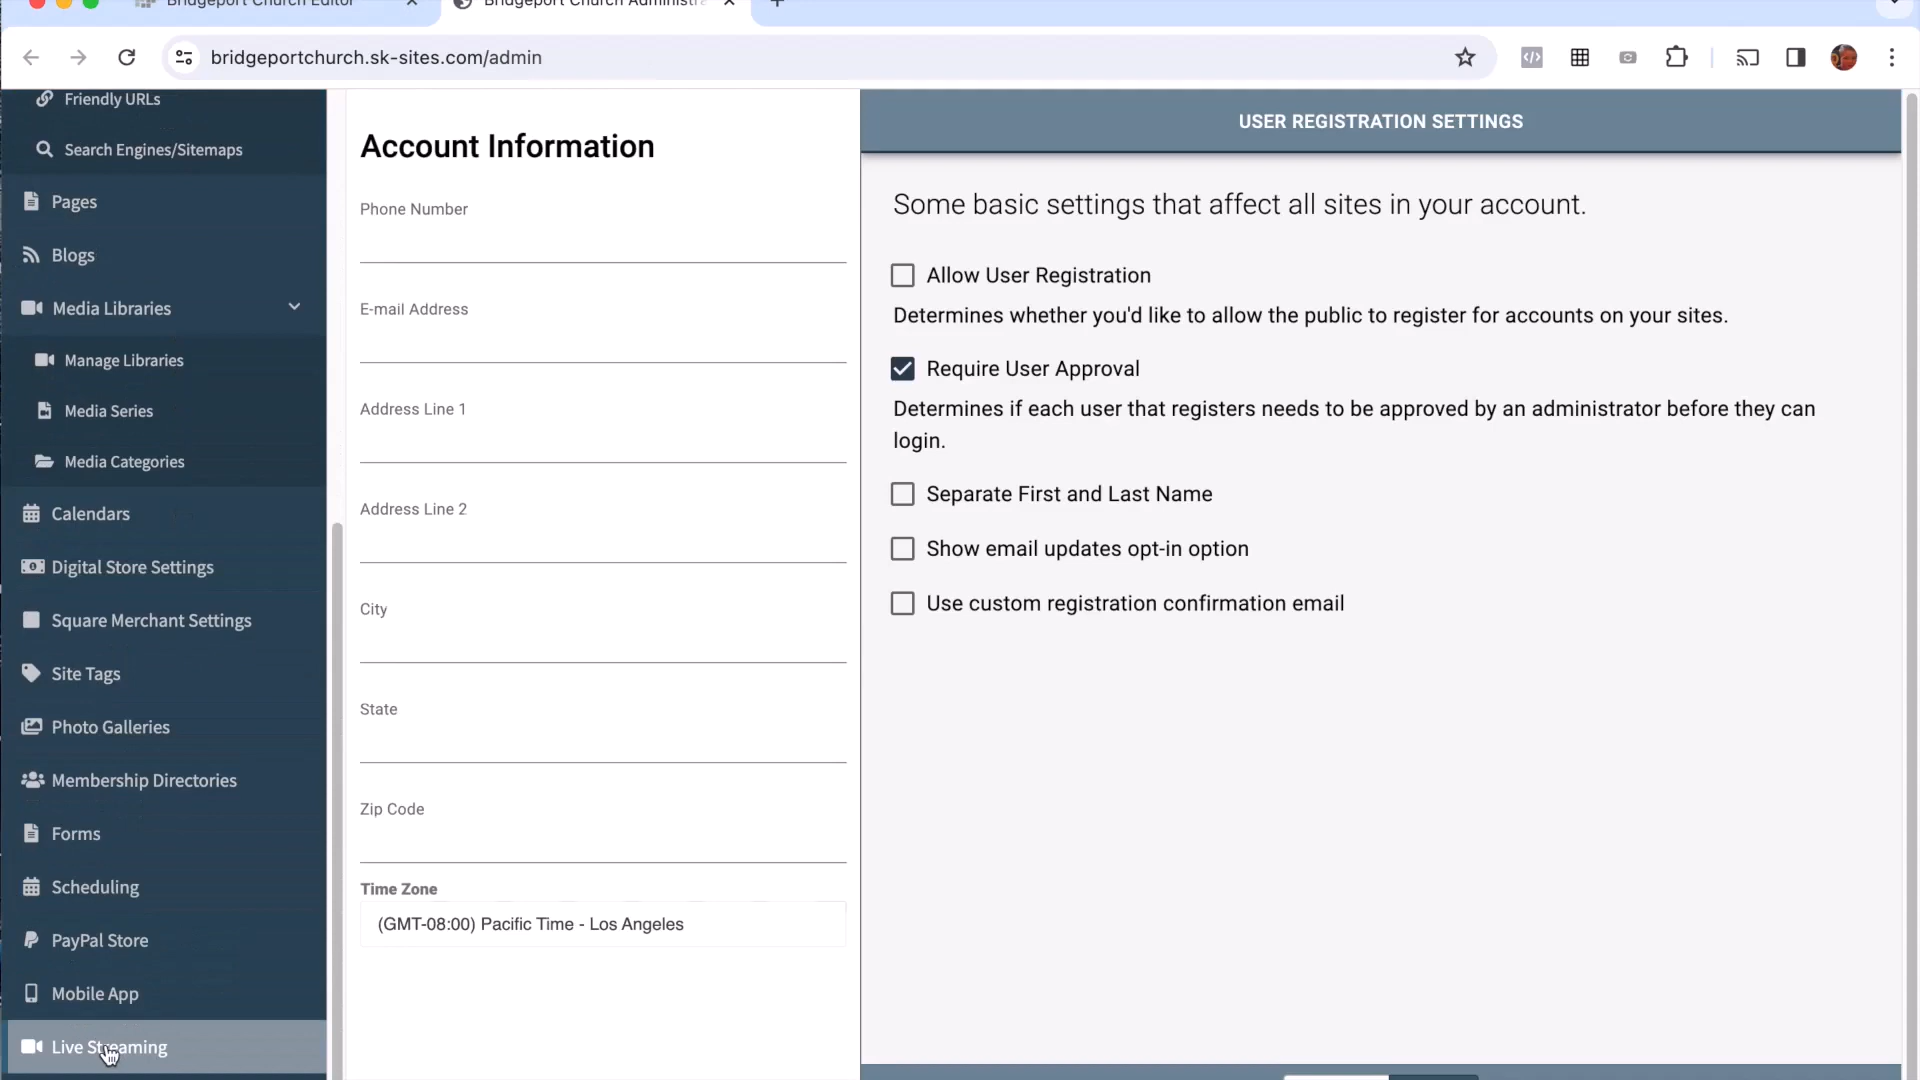 Bridgeport Church Editor
Bridgeport Church Administra
bridgeportchurch.sk-sites.com/admin
Friendly URLs
Search Engines/Sitemaps
Pages
Blogs
Media Libraries
Manage Libraries
Media Series
Media Categories
Calendars
Digital Store Settings
Square Merchant Settings
Site Tags
Photo Galleries
Membership Directories
Forms
Scheduling
PayPal Store
Mobile App
Live Streaming
Account Information
Phone Number
E-mail Address
Address Line 1
Address Line 2
City
State
Zip Code
Time Zone
(GMT-08:00) Pacific Time - Los Angeles
USER REGISTRATION SETTINGS
Some basic settings that affect all sites in your account.
Allow User Registration
Determines whether you'd like to allow the public to register for accounts on your sites.
Require User Approval
Determines if each user that registers needs to be approved by an administrator before they can
login.
Separate First and Last Name
Show email updates opt-in option
Use custom registration confirmation email